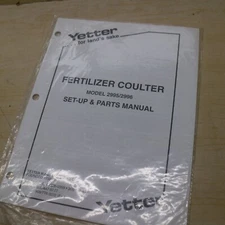 Yetter
for land's sake
FERTILIZER COULTER
MODEL 2995/2996
SET-UP & PARTS MANUAL
Yetter